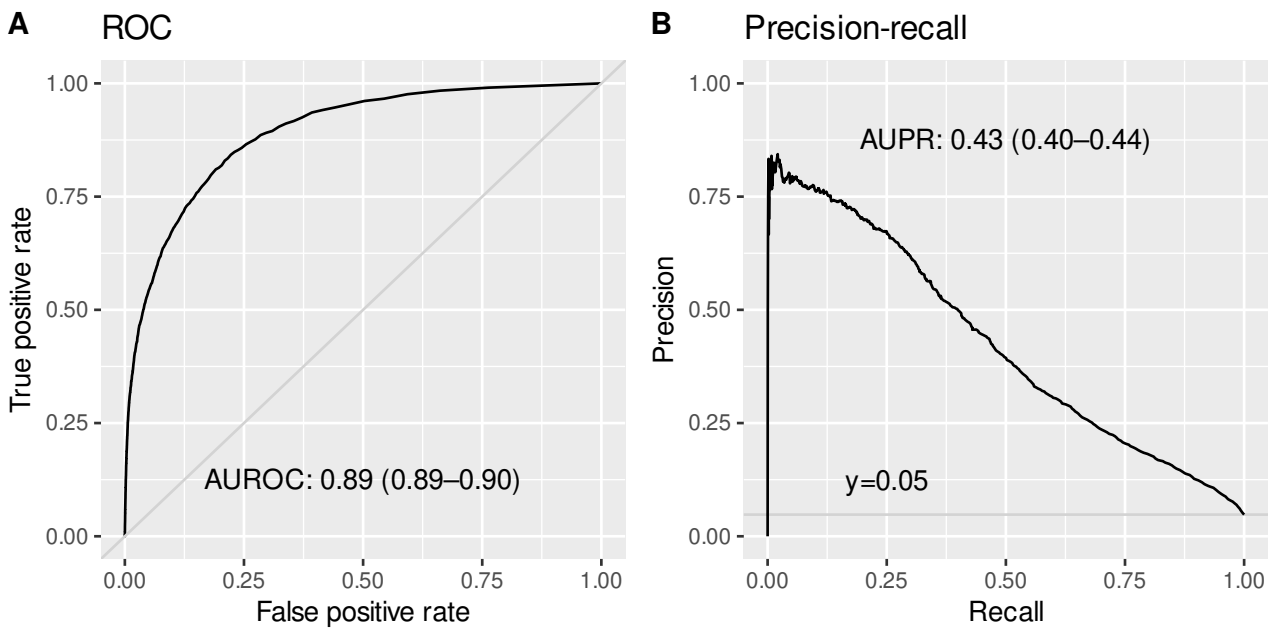 A ROC
1.00
0.75
0.50
0.25
0.00
True positive rate
AUROC: 0.89 (0.89–0.90)
0.00 0.25 0.50 0.75 1.00
False positive rate
B Precision-recall
1.00
0.75
0.50
0.25
0.00
Precision
AUPR: 0.43 (0.40–0.44)
y=0.05
0.00 0.25 0.50 0.75 1.00
Recall